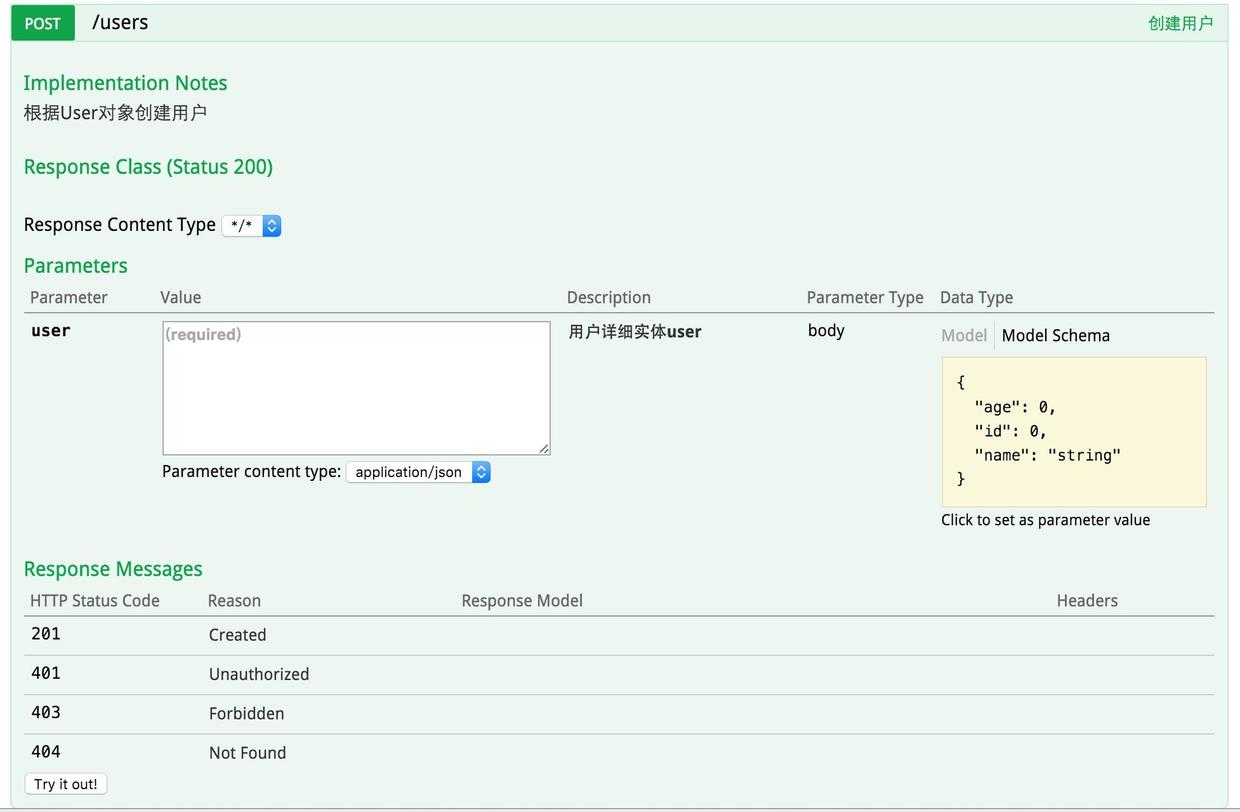 POST /users 创建用户
Implementation Notes
根据User对象创建用户
Response Class (Status 200)
Response Content Type */*
Parameters
Parameter Value Description Parameter Type Data Type
user (required) 用户详细实体user body Model Model Schema
{
"age": 0,
"id": 0,
"name": "string"
}
Parameter content type: application/json
Click to set as parameter value
Response Messages
HTTP Status Code Reason Response Model Headers
201 Created
401 Unauthorized
403 Forbidden
404 Not Found
Try it out!